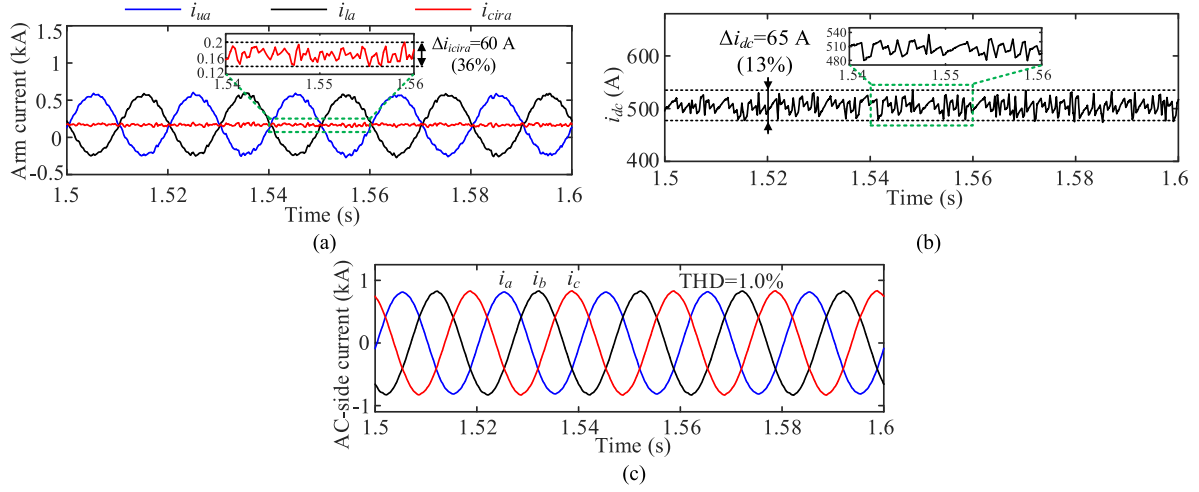 i_ua i_la i_cira
Arm current (kA)
1.5
1
0.5
0
-0.5
0.2
0.16
0.12
1.54 1.55 1.56
Δi_icira=60 A
(36%)
1.5 1.52 1.54 1.56 1.58 1.6
Time (s)
(a)
i_dc (A)
600
500
400
540
510
480
1.54 1.55 1.56
Δi_dc=65 A
(13%)
1.5 1.52 1.54 1.56 1.58 1.6
Time (s)
(b)
AC-side current (kA)
1
0
-1
i_a i_b i_c
THD=1.0%
1.5 1.52 1.54 1.56 1.58 1.6
Time (s)
(c)